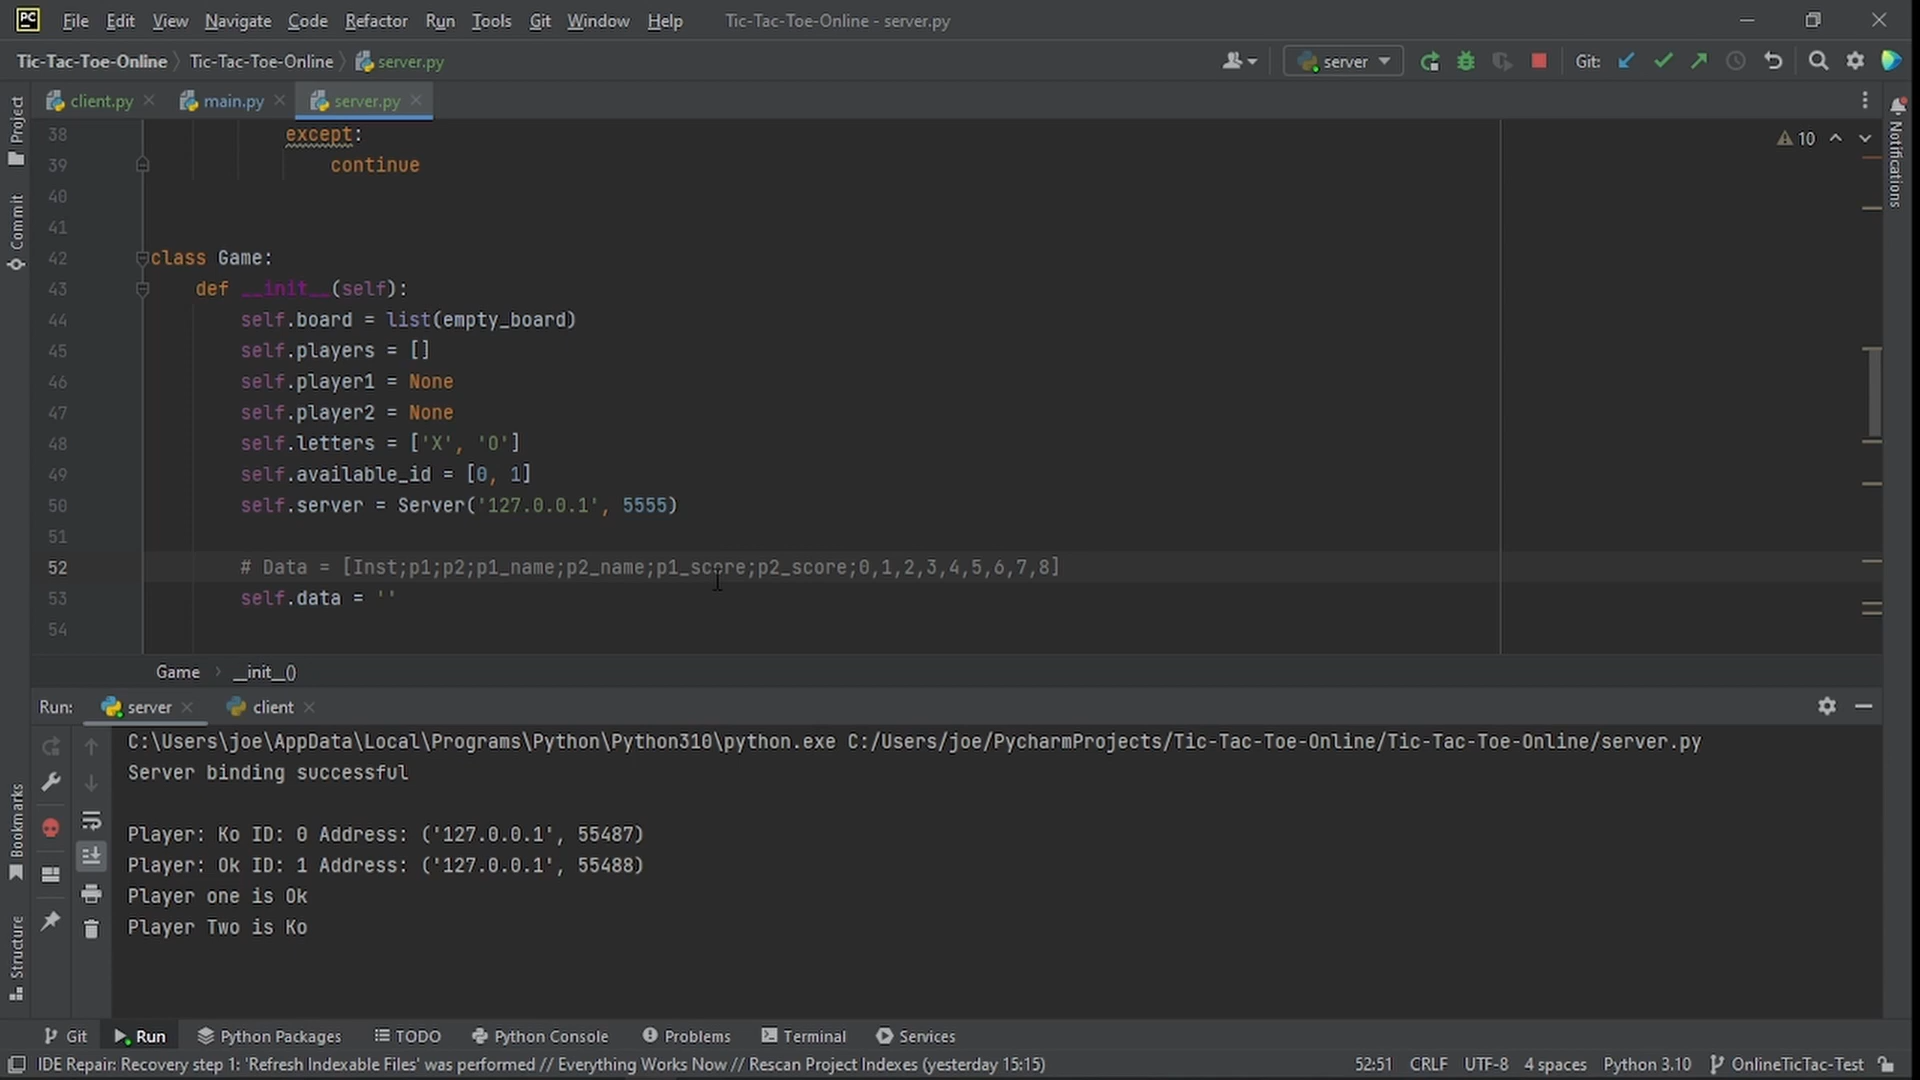 PC File Edit View Navigate Code Refactor Run Tools Git Window Help Tic-Tac-Toe-Online - server.py
Tic-Tac-Toe-Online Tic-Tac-Toe-Online server.py server Git:
client.py main.py server.py
Project
Commit
Bookmarks
Structure
Notifications
10
38 except:
39 continue
40
41
42 class Game:
43 def __init__(self):
44 self.board = list(empty_board)
45 self.players = []
46 self.player1 = None
47 self.player2 = None
48 self.letters = ['X', 'O']
49 self.available_id = [0, 1]
50 self.server = Server('127.0.0.1', 5555)
51
52 # Data = [Inst;p1;p2;p1_name;p2_name;p1_score;p2_score;0,1,2,3,4,5,6,7,8]
53 self.data = ''
54
Game __init__()
Run: server client
C:\Users\joe\AppData\Local\Programs\Python\Python310\python.exe C:/Users/joe/PycharmProjects/Tic-Tac-Toe-Online/Tic-Tac-Toe-Online/server.py
Server binding successful
Player: Ko ID: 0 Address: ('127.0.0.1', 55487)
Player: Ok ID: 1 Address: ('127.0.0.1', 55488)
Player one is Ok
Player Two is Ko
Git Run Python Packages TODO Python Console Problems Terminal Services
IDE Repair: Recovery step 1: 'Refresh Indexable Files' was performed // Everything Works Now // Rescan Project Indexes (yesterday 15:15) 52:51 CRLF UTF-8 4 spaces Python 3.10 OnlineTicTac-Test